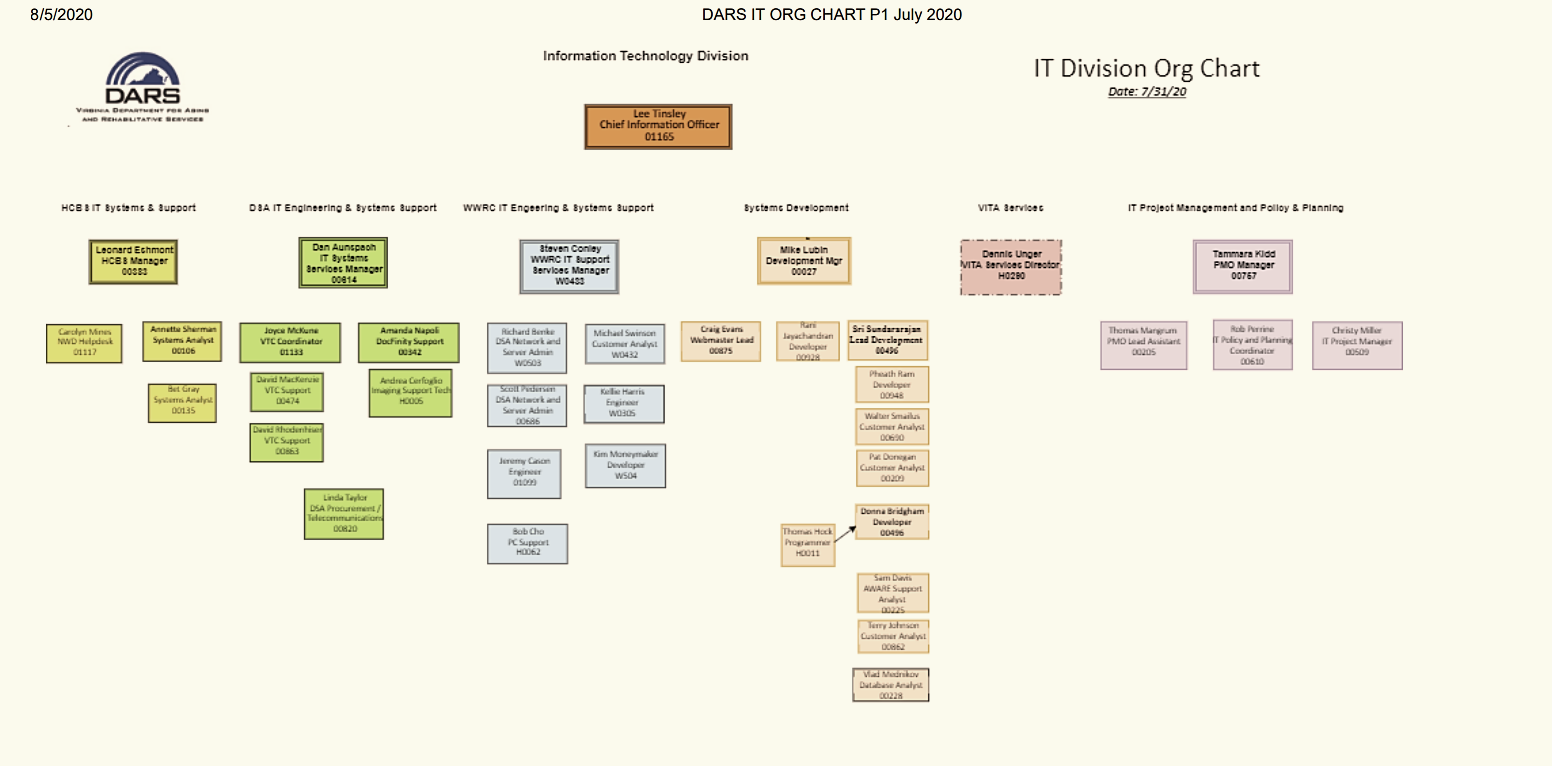 8/5/2020
DARS IT ORG CHART P1 July 2020
Information Technology Division
IT Division Org Chart
Date: 7/31/20
DARS
VIRGINIA DEPARTMENT FOR AGING
AND REHABILITATIVE SERVICES
Lee Tinsley
Chief Information Officer
01165
HCBS IT Systems & Support
DSA IT Engineering & Systems Support
WWRC IT Engeering & Systems Support
Systems Development
VITA Services
IT Project Management and Policy & Planning
Leonard Eshmont
HCBS Manager
00333
Dan Aunspach
IT Systems
Services Manager
00614
Steven Conley
WWRC IT Support
Services Manager
W0433
Mike Lubin
Development Mgr
00027
Dennis Unger
VITA Services Director
H0290
Tammara Kidd
PMO Manager
00767
Carolyn Mines
NWD Helpdesk
01117
Annette Sherman
Systems Analyst
00106
Bet Gray
Systems Analyst
00135
Joyce McKune
VTC Coordinator
01133
David MacKenzie
VTC Support
00474
David Rhodenhiser
VTC Support
00863
Amanda Napoli
DocFinity Support
00342
Andrea Cerfoglio
Imaging Support Tech
H0005
Linda Taylor
DSA Procurement /
Telecommunications
00820
Richard Benke
DSA Network and
Server Admin
W0503
Scott Pedersen
DSA Network and
Server Admin
00686
Jeremy Cason
Engineer
01099
Bob Cho
PC Support
H0062
Michael Swinson
Customer Analyst
W0432
Kellie Harris
Engineer
W0305
Kim Moneymaker
Developer
W504
Craig Evans
Webmaster Lead
00875
Rani
Jayachandran
Developer
00928
Sri Sundararajan
Lead Development
00496
Pheath Ram
Developer
00948
Walter Smailus
Customer Analyst
00690
Pat Donegan
Customer Analyst
00209
Donna Bridgham
Developer
00496
Thomas Hock
Programmer
H0011
Sam Davis
AWARE Support
Analyst
00225
Terry Johnson
Customer Analyst
00862
Vlad Mednikov
Database Analyst
00228
Thomas Mangrum
PMO Lead Assistant
00205
Rob Perrine
IT Policy and Planning
Coordinator
00610
Christy Miller
IT Project Manager
00509